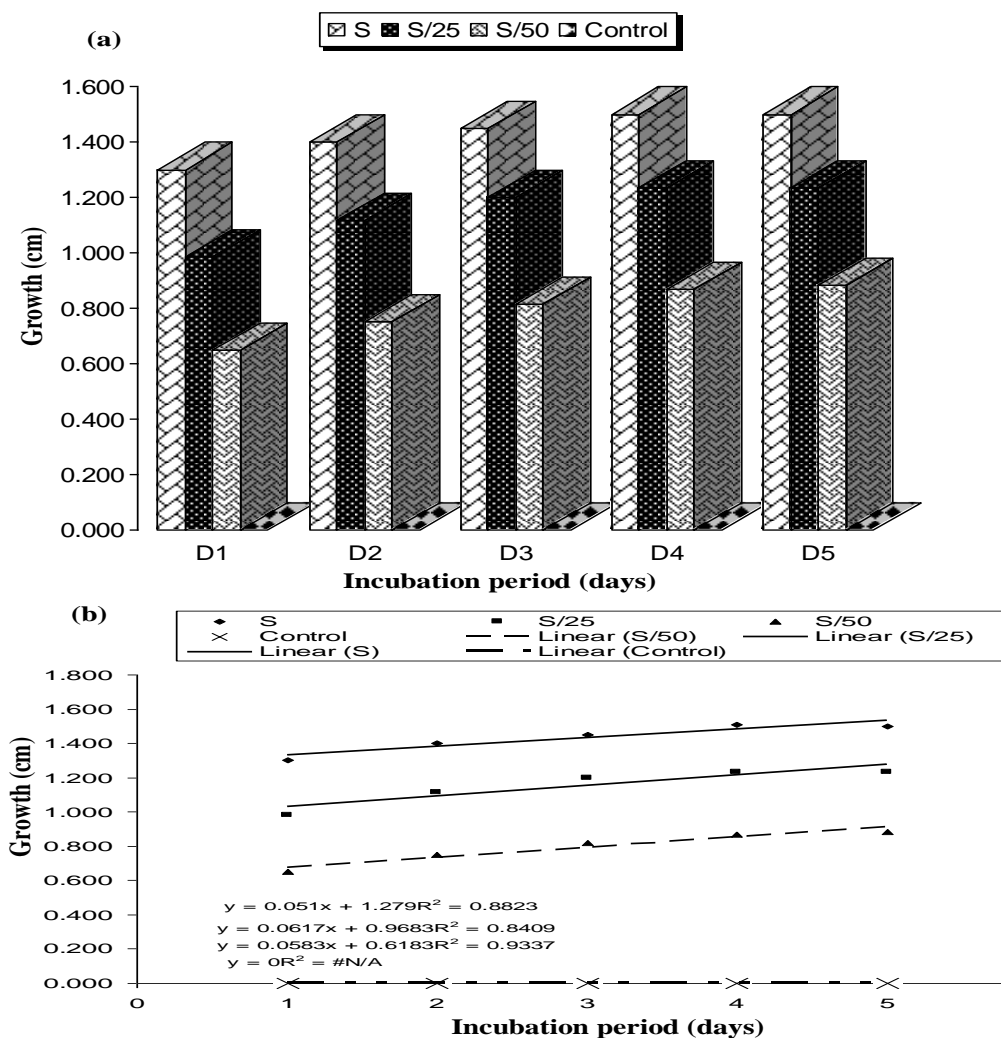 (a)
S S/25 S/50 Control
1.600
1.400
1.200
1.000
0.800
0.600
0.400
0.200
0.000
Growth (cm)
D1 D2 D3 D4 D5
Incubation period (days)
(b)
S S/25 S/50
Control Linear (S/50) Linear (S/25)
Linear (S) Linear (Control)
1.800
1.600
1.400
1.200
1.000
0.800
0.600
0.400
0.200
0.000
Growth (cm)
y = 0.051x + 1.279R² = 0.8823
y = 0.0617x + 0.9683R² = 0.8409
y = 0.0583x + 0.6183R² = 0.9337
y = 0R² = #N/A
0 1 2 3 4 5
Incubation period (days)